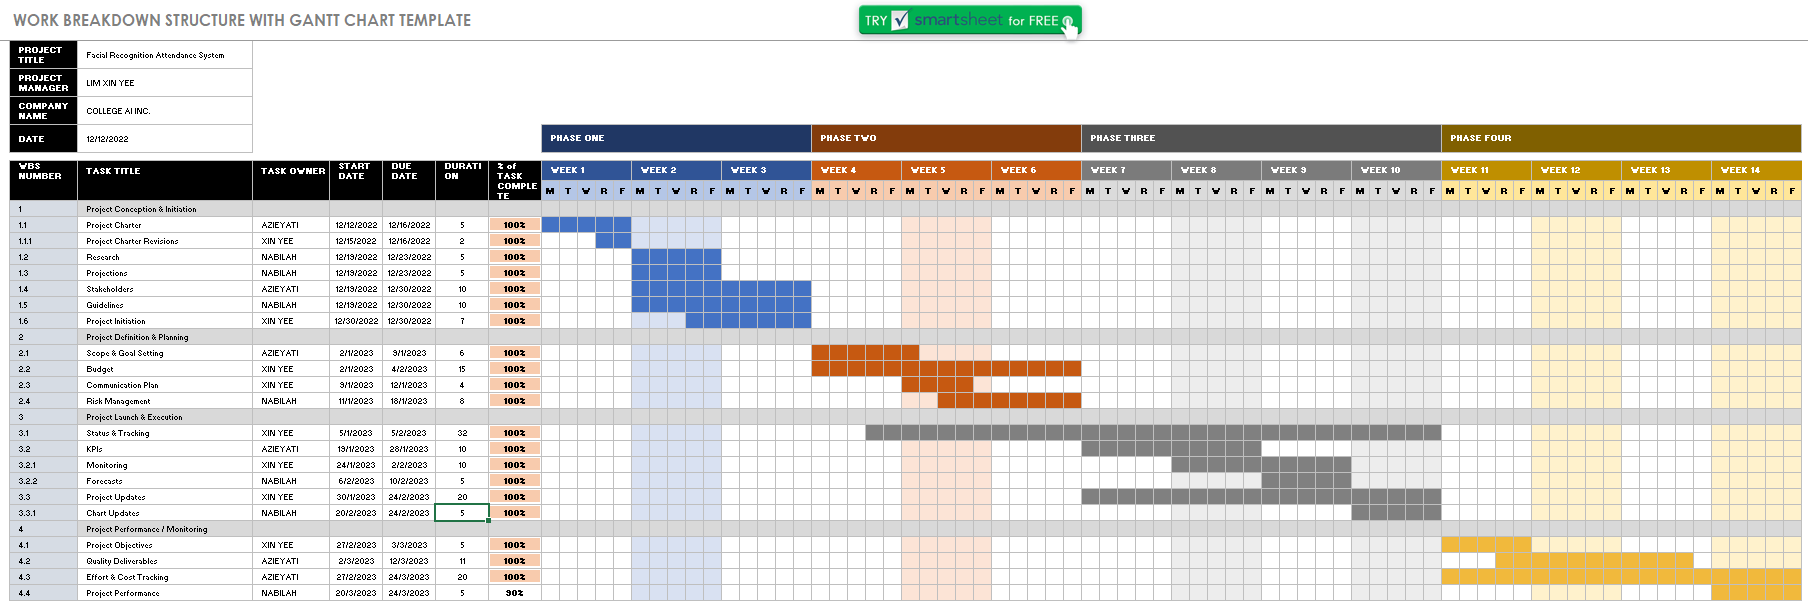 WORK BREAKDOWN STRUCTURE WITH GANTT CHART TEMPLATE
TRY smartsheet for FREE
PROJECT TITLE Facial Recognition Attendance System
PROJECT MANAGER LIM XIN YEE
COMPANY NAME COLLEGE AI INC.
DATE 12/12/2022
PHASE ONE PHASE TWO PHASE THREE PHASE FOUR
WBS NUMBER TASK TITLE TASK OWNER START DATE DUE DATE DURATION % of TASK COMPLETE WEEK 1 WEEK 2 WEEK 3 WEEK 4 WEEK 5 WEEK 6 WEEK 7 WEEK 8 WEEK 9 WEEK 10 WEEK 11 WEEK 12 WEEK 13 WEEK 14
M T W R F M T W R F M T W R F M T W R F M T W R F M T W R F M T W R F M T W R F M T W R F M T W R F M T W R F M T W R F M T W R F M T W R F
1 Project Conception & Initiation
1.1 Project Charter AZIEYATI 12/12/2022 12/16/2022 5 100%
1.1.1 Project Charter Revisions XIN YEE 12/15/2022 12/16/2022 2 100%
1.2 Research NABILAH 12/19/2022 12/23/2022 5 100%
1.3 Projections NABILAH 12/19/2022 12/23/2022 5 100%
1.4 Stakeholders AZIEYATI 12/19/2022 12/30/2022 10 100%
1.5 Guidelines NABILAH 12/19/2022 12/30/2022 10 100%
1.6 Project Initiation XIN YEE 12/30/2022 12/30/2022 7 100%
2 Project Definition & Planning
2.1 Scope & Goal Setting AZIEYATI 2/1/2023 9/1/2023 6 100%
2.2 Budget XIN YEE 2/1/2023 4/2/2023 15 100%
2.3 Communication Plan XIN YEE 9/1/2023 12/1/2023 4 100%
2.4 Risk Management NABILAH 11/1/2023 18/1/2023 8 100%
3 Project Launch & Execution
3.1 Status & Tracking XIN YEE 5/1/2023 5/2/2023 32 100%
3.2 KPIs AZIEYATI 19/1/2023 28/1/2023 10 100%
3.2.1 Monitoring XIN YEE 24/1/2023 2/2/2023 10 100%
3.2.2 Forecasts NABILAH 6/2/2023 10/2/2023 5 100%
3.3 Project Updates XIN YEE 30/1/2023 24/2/2023 20 100%
3.3.1 Chart Updates NABILAH 20/2/2023 24/2/2023 5 100%
4 Project Performance / Monitoring
4.1 Project Objectives XIN YEE 27/2/2023 3/3/2023 5 100%
4.2 Quality Deliverables AZIEYATI 2/3/2023 12/3/2023 11 100%
4.3 Effort & Cost Tracking AZIEYATI 27/2/2023 24/3/2023 20 100%
4.4 Project Performance NABILAH 20/3/2023 24/3/2023 5 90%